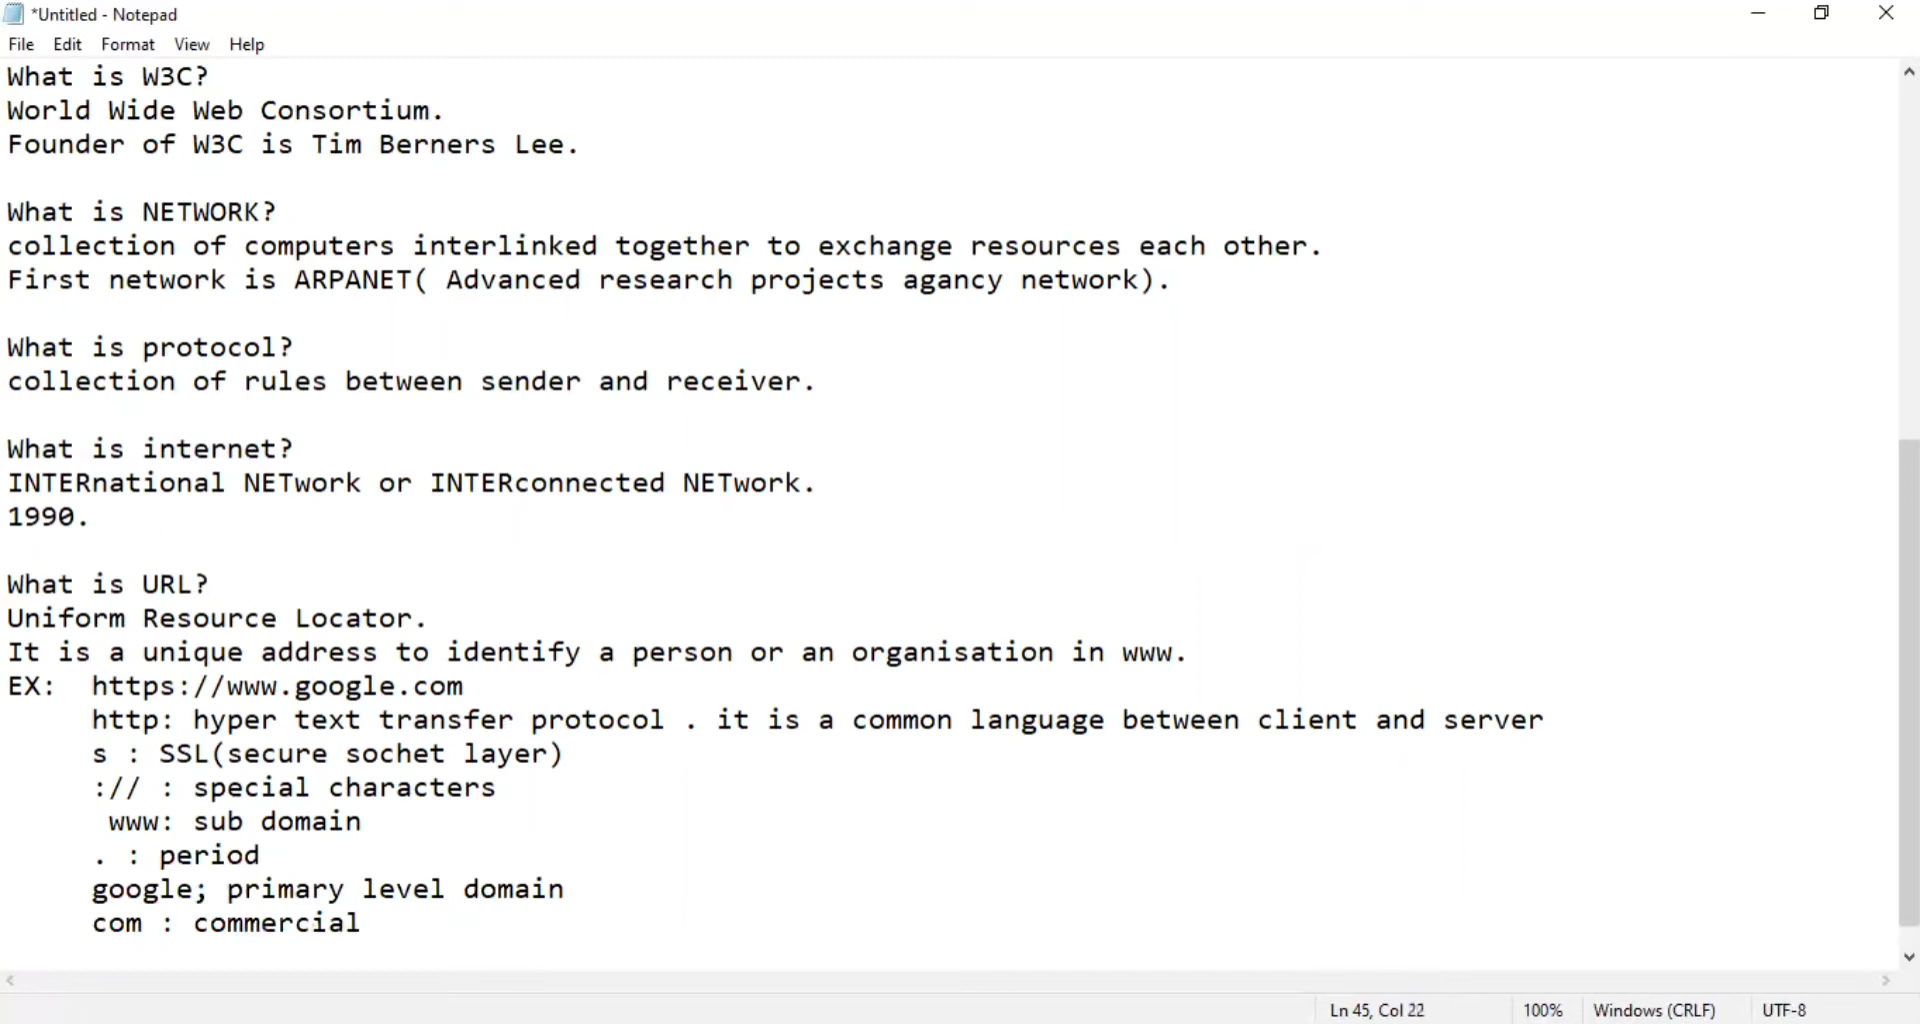 *Untitled - Notepad
File Edit Format View Help
What is W3C?
World Wide Web Consortium.
Founder of W3C is Tim Berners Lee.
What is NETWORK?
collection of computers interlinked together to exchange resources each other.
First network is ARPANET( Advanced research projects agancy network).
What is protocol?
collection of rules between sender and receiver.
What is internet?
INTERnational NETwork or INTERconnected NETwork.
1990.
What is URL?
Uniform Resource Locator.
It is a unique address to identify a person or an organisation in www.
EX:  https://www.google.com
http: hyper text transfer protocol . it is a common language between client and server
s : SSL(secure sochet layer)
:// : special characters
www: sub domain
. : period
google; primary level domain
com : commercial
Ln 45, Col 22 100% Windows (CRLF) UTF-8